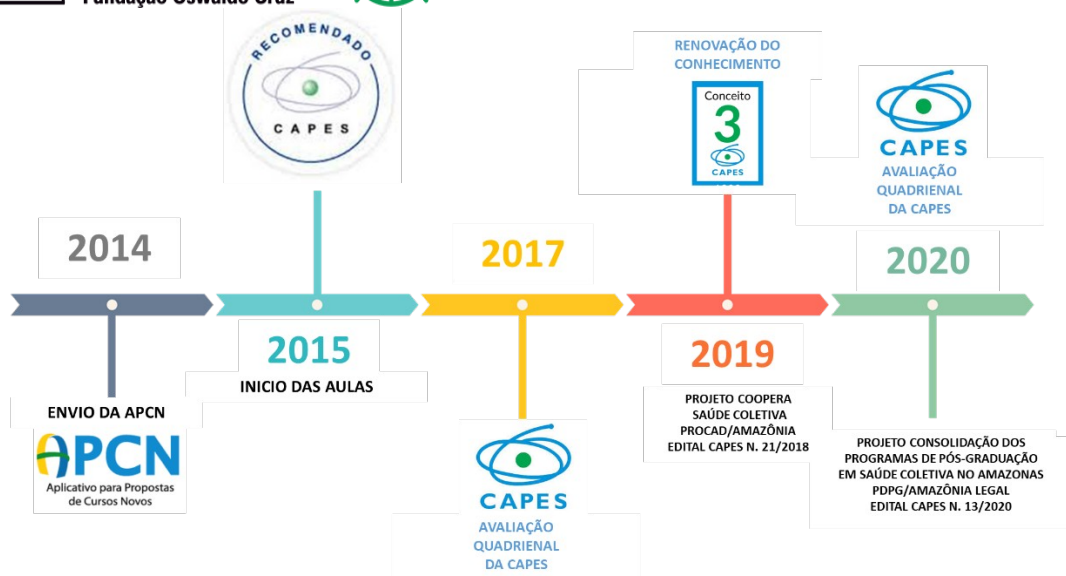 Fundação Oswaldo Cruz
RECOMENDADO
CAPES
RENOVAÇÃO DO
CONHECIMENTO
Conceito
3
CAPES
CAPES
AVALIAÇÃO
QUADRIENAL
DA CAPES
2014
2017
2020
2015
INICIO DAS AULAS
2019
ENVIO DA APCN
APCN
Aplicativo para Propostas
de Cursos Novos
CAPES
AVALIAÇÃO
QUADRIENAL
DA CAPES
PROJETO COOPERA
SAÚDE COLETIVA
PROCAD/AMAZÔNIA
EDITAL CAPES N. 21/2018
PROJETO CONSOLIDAÇÃO DOS
PROGRAMAS DE PÓS-GRADUAÇÃO
EM SAÚDE COLETIVA NO AMAZONAS
PDPG/AMAZÔNIA LEGAL
EDITAL CAPES N. 13/2020